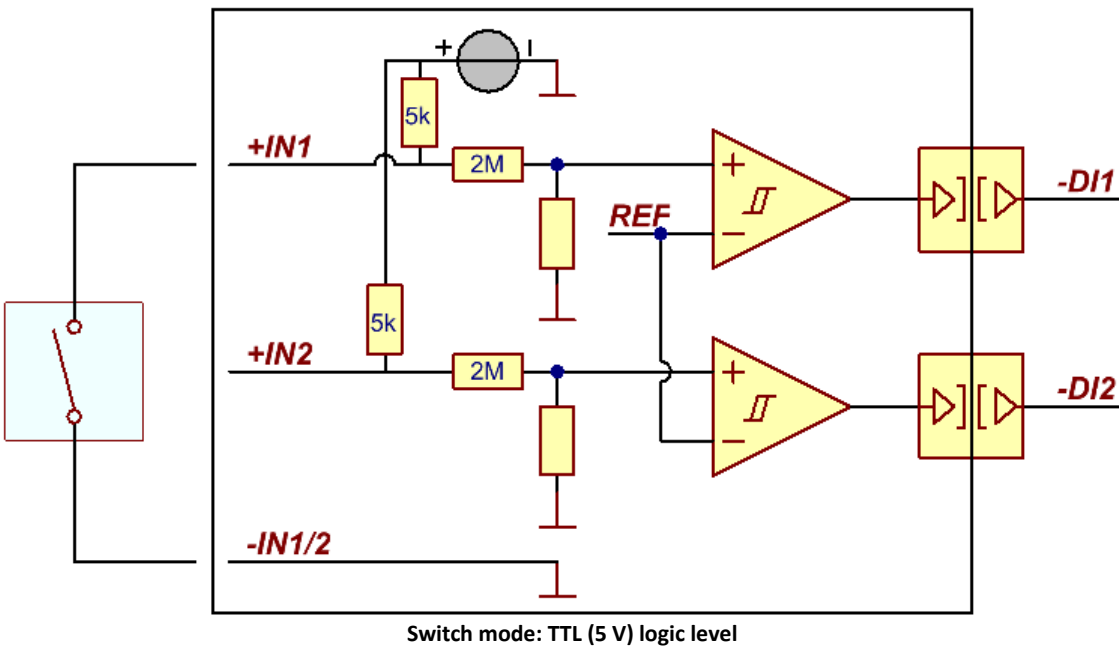 +
I
5k
+IN1
2M
+
REF
−
-DI1
5k
+IN2
2M
+
−
-DI2
-IN1/2
Switch mode: TTL (5 V) logic level